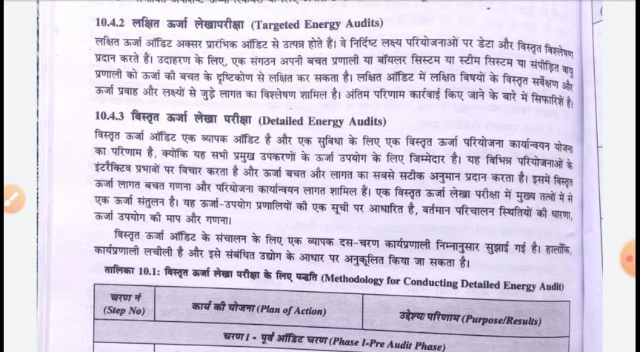 10.4.2 लक्षित ऊर्जा लेखापरीक्षा (Targeted Energy Audits)
लक्षित ऊर्जा ऑडिट अक्सर प्रारंभिक ऑडिट से उत्पन्न होते हैं। वे निर्दिष्ट लक्ष्य परियोजनाओं पर डेटा और विस्तृत विश्लेषण
प्रदान करते हैं। उदाहरण के लिए, एक संगठन अपनी बचत प्रणाली या बॉयलर सिस्टम या स्टीम सिस्टम या संपीड़ित वायु
प्रणाली को ऊर्जा की बचत के दृष्टिकोण से लक्षित कर सकता है। लक्षित ऑडिट में लक्षित विषयों के विस्तृत सर्वेक्षण और
ऊर्जा प्रवाह और लक्ष्यों से जुड़े लागत का विश्लेषण शामिल है। अंतिम परिणाम कार्रवाई किए जाने के बारे में सिफारिशें है।
10.4.3 विस्तृत ऊर्जा लेखा परीक्षा (Detailed Energy Audits)
विस्तृत ऊर्जा ऑडिट एक व्यापक ऑडिट है और एक सुविधा के लिए एक विस्तृत ऊर्जा परियोजना कार्यान्वयन योजना
का परिणाम है, क्योंकि यह सभी प्रमुख उपकरणों के ऊर्जा उपयोग के लिए जिम्मेदार है। यह विभिन्न परियोजनाओं के
इंटरैक्टिव प्रभावों पर विचार करता है और ऊर्जा बचत और लागत का सबसे सटीक अनुमान प्रदान करता है। इसमें विस्तृत
ऊर्जा लागत बचत गणना और परियोजना कार्यान्वयन लागत शामिल हैं। एक विस्तृत ऊर्जा लेखा परीक्षा में मुख्य तत्वों में से
एक ऊर्जा संतुलन है। यह ऊर्जा-उपयोग प्रणालियों की एक सूची पर आधारित है, वर्तमान परिचालन स्थितियों की धारणा,
ऊर्जा उपयोग की माप और गणना।
विस्तृत ऊर्जा ऑडिट के संचालन के लिए एक व्यापक दस-चरण कार्यप्रणाली निम्नानुसार सुझाई गई है। हालाँकि,
कार्यप्रणाली लचीली है और इसे संबंधित उद्योग के आधार पर अनुकूलित किया जा सकता है।
तालिका 10.1: विस्तृत ऊर्जा लेखा परीक्षा के लिए पद्धति (Methodology for Conducting Detailed Energy Audit)
चरण नं
(Step No)
कार्य की योजना (Plan of Action)
उद्देश्य/ परिणाम (Purpose/Results)
चरण I - पूर्व ऑडिट चरण (Phase I-Pre Audit Phase)